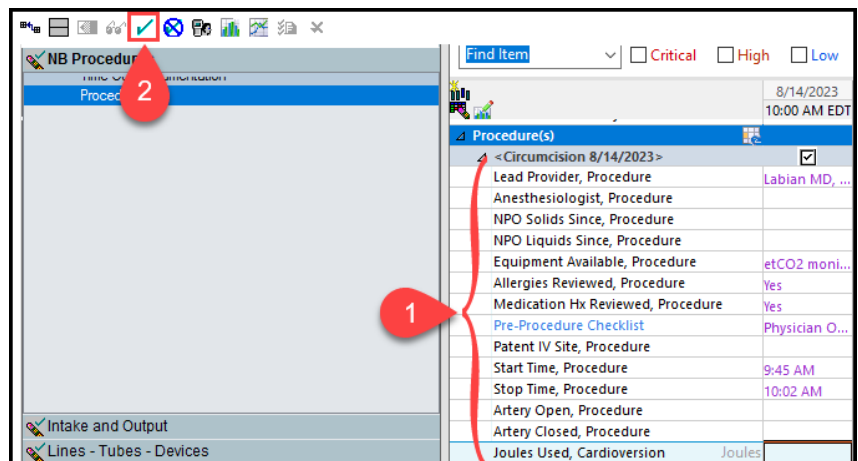 2
NB Procedur
Procec
Intake and Output
Lines - Tubes - Devices
Find Item
Critical
High
Low
8/14/2023
10:00 AM EDT
Procedure(s)
<Circumcision 8/14/2023>
Lead Provider, Procedure
Labian MD, ...
Anesthesiologist, Procedure
NPO Solids Since, Procedure
NPO Liquids Since, Procedure
Equipment Available, Procedure
etCO2 moni...
Allergies Reviewed, Procedure
Yes
1
Medication Hx Reviewed, Procedure
Yes
Pre-Procedure Checklist
Physician O...
Patent IV Site, Procedure
Start Time, Procedure
9:45 AM
Stop Time, Procedure
10:02 AM
Artery Open, Procedure
Artery Closed, Procedure
Joules Used, Cardioversion
Joules